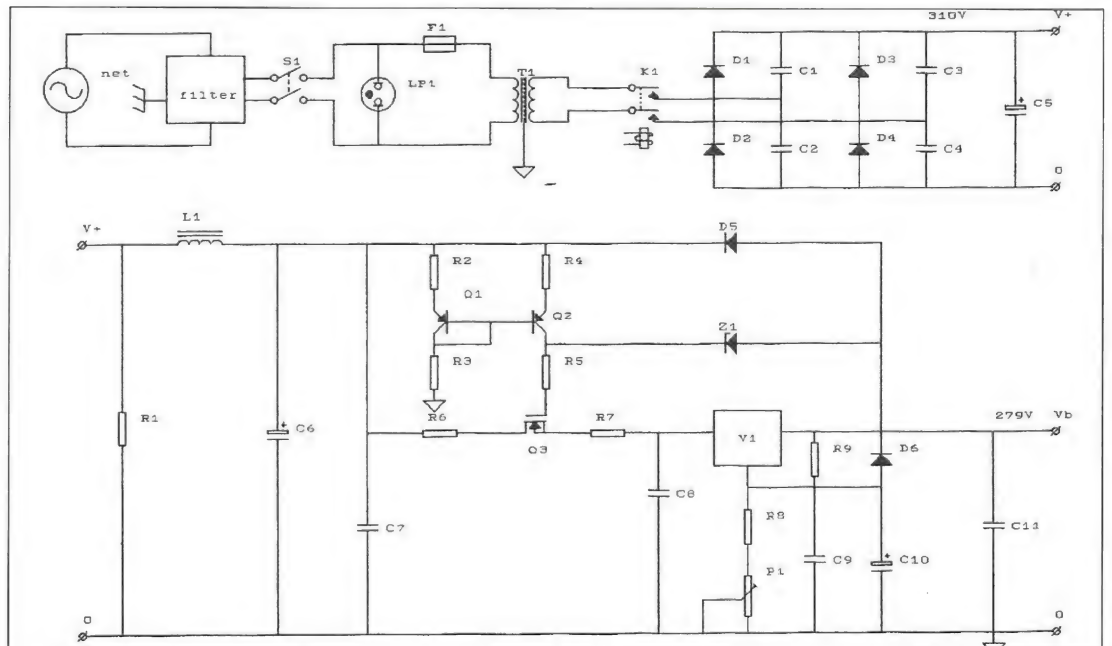 310V V+
F1
S1
net
T1
K1
D1 C1 D3 C3
filter
LP1
C5
D2 C2 D4 C4
0
L1
V+
D5
R2 R4
Q1
Q2
Z1
R3 R5
R1
R6 R7
279V Vb
C6
V1
R9 D6
Q3
C8
R8
C7
C11
C9 C10
P1
0 0